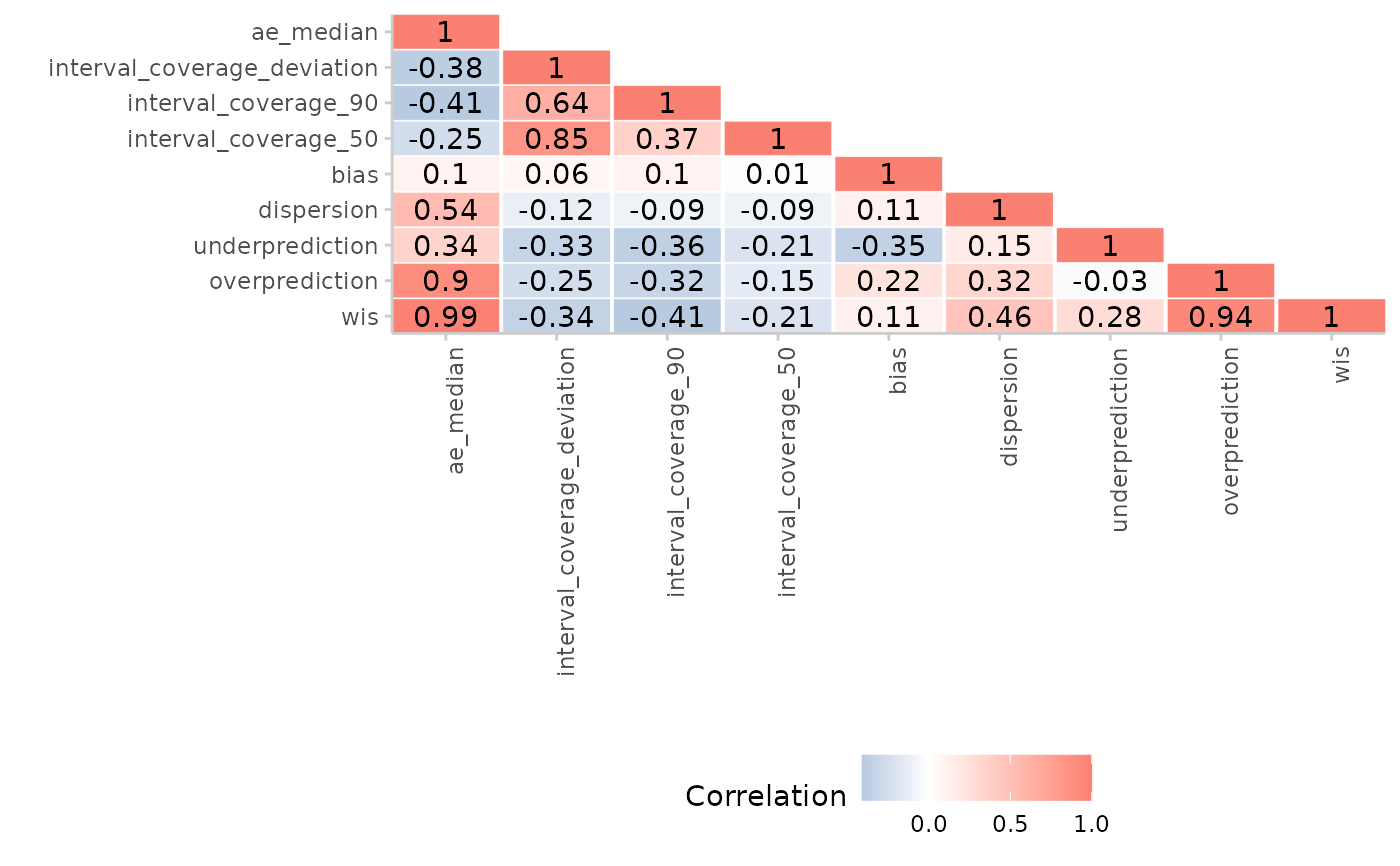 ae_median 1
interval_coverage_deviation -0.38 1
interval_coverage_90 -0.41 0.64 1
interval_coverage_50 -0.25 0.85 0.37 1
bias 0.1 0.06 0.1 0.01 1
dispersion 0.54 -0.12 -0.09 -0.09 0.11 1
underprediction 0.34 -0.33 -0.36 -0.21 -0.35 0.15 1
overprediction 0.9 -0.25 -0.32 -0.15 0.22 0.32 -0.03 1
wis 0.99 -0.34 -0.41 -0.21 0.11 0.46 0.28 0.94 1
ae_median
interval_coverage_deviation
interval_coverage_90
interval_coverage_50
bias
dispersion
underprediction
overprediction
wis
Correlation
0.0 0.5 1.0